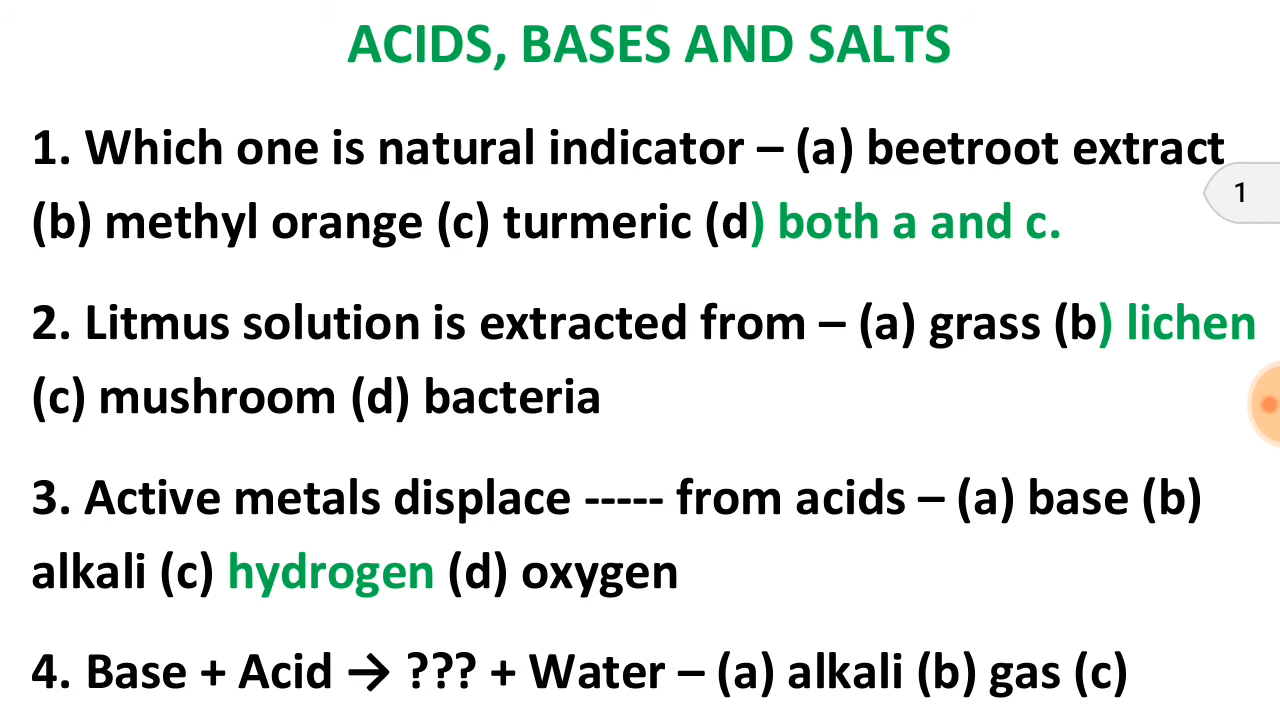 ACIDS, BASES AND SALTS
1. Which one is natural indicator – (a) beetroot extract
1
(b) methyl orange (c) turmeric (d) both a and c.
2. Litmus solution is extracted from – (a) grass (b) lichen
(c) mushroom (d) bacteria
3. Active metals displace ----- from acids – (a) base (b)
alkali (c) hydrogen (d) oxygen
4. Base + Acid → ??? + Water – (a) alkali (b) gas (c)